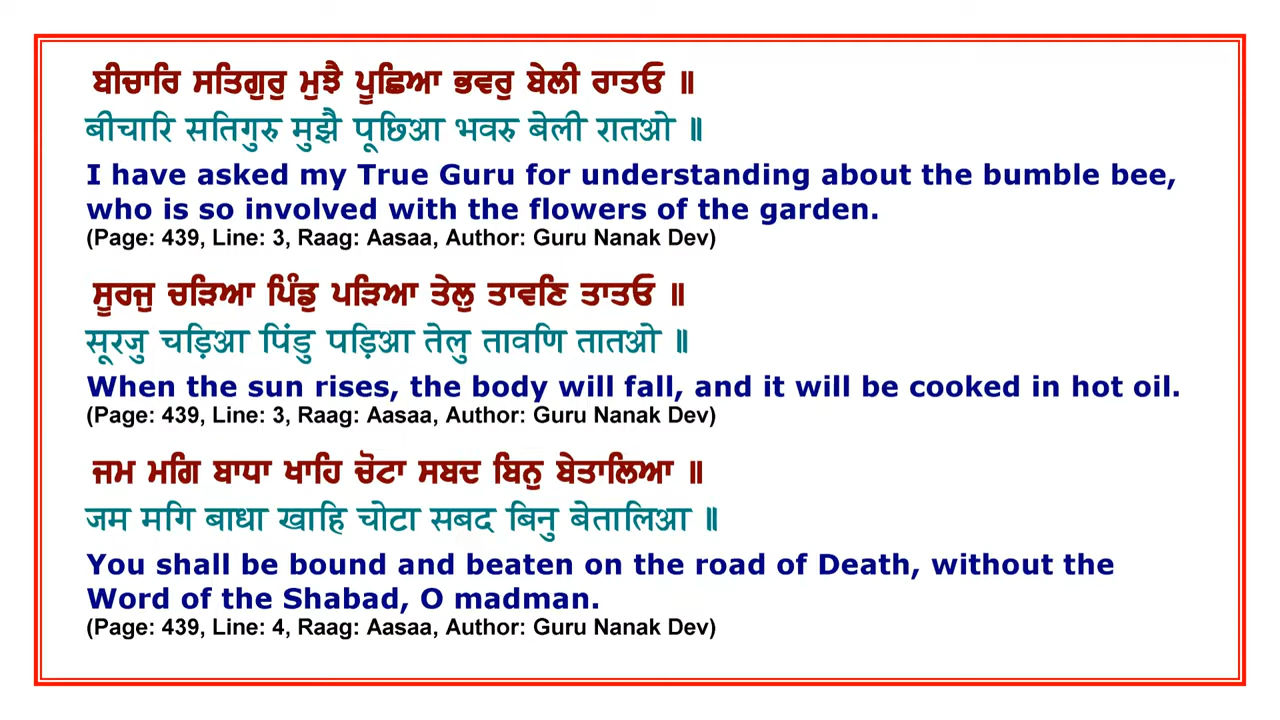 ਬੀਚਾਰਿ ਸਤਿਗੁਰੁ ਮੁਝੈ ਪੂਛਿਆ ਭਵਰੁ ਬੇਲੀ ਰਾਤਓ ॥
बीचारि सतिगुरु मुझै पूछिआ भवरु बेली रातओ ॥
I have asked my True Guru for understanding about the bumble bee,
who is so involved with the flowers of the garden.
(Page: 439, Line: 3, Raag: Aasaa, Author: Guru Nanak Dev)
ਸੂਰਜੁ ਚੜਿਆ ਪਿੰਡੁ ਪੜਿਆ ਤੇਲੁ ਤਾਵਣਿ ਤਾਤਓ ॥
सूरजु चड़िआ पिंडु पड़िआ तेलु तावणि तातओ ॥
When the sun rises, the body will fall, and it will be cooked in hot oil.
(Page: 439, Line: 3, Raag: Aasaa, Author: Guru Nanak Dev)
ਜਮ ਮਗਿ ਬਾਧਾ ਖਾਹਿ ਚੋਟਾ ਸਬਦ ਬਿਨੁ ਬੇਤਾਲਿਆ ॥
जम मगि बाधा खाहि चोटा सबद बिनु बेतालिआ ॥
You shall be bound and beaten on the road of Death, without the
Word of the Shabad, O madman.
(Page: 439, Line: 4, Raag: Aasaa, Author: Guru Nanak Dev)